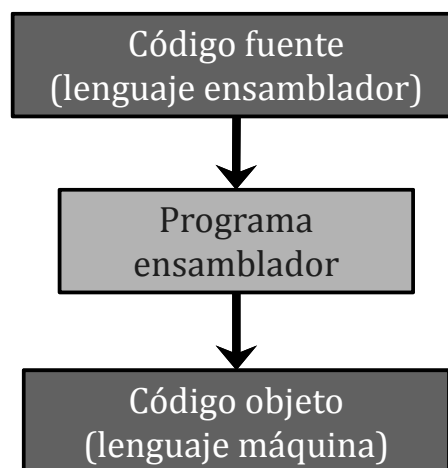 Código fuente
(lenguaje ensamblador)
Programa
ensamblador
Código objeto
(lenguaje máquina)